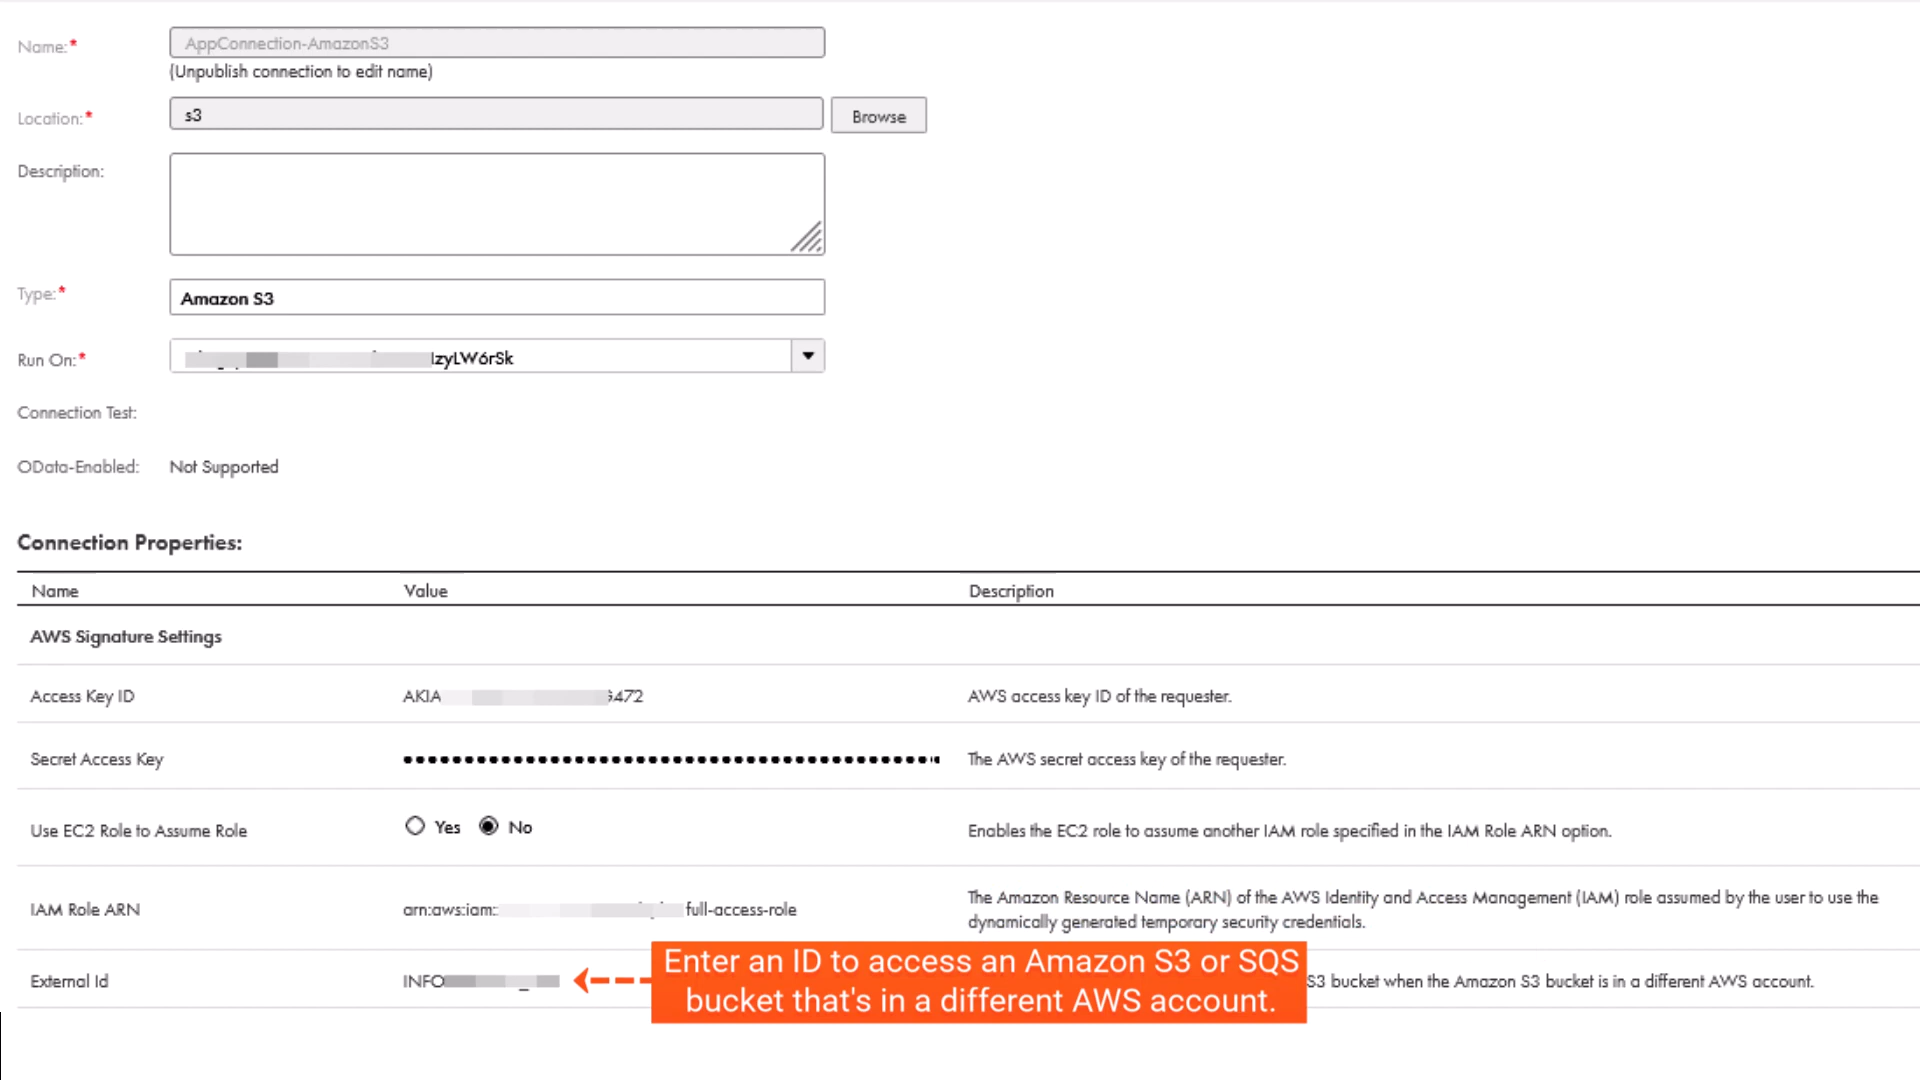 Name:* AppConnection-AmazonS3
(Unpublish connection to edit name)
Location:* s3 Browse
Description:
Type:* Amazon S3
Run On:* IzyLW6rSk
Connection Test:
OData-Enabled: Not Supported
Connection Properties:
Name Value Description
AWS Signature Settings
Access Key ID AKIA G472 AWS access key ID of the requester.
Secret Access Key The AWS secret access key of the requester.
Use EC2 Role to Assume Role Yes No Enables the EC2 role to assume another IAM role specified in the IAM Role ARN option.
IAM Role ARN arn:aws:iam:: full-access-role The Amazon Resource Name (ARN) of the AWS Identity and Access Management (IAM) role assumed by the user to use the
dynamically generated temporary security credentials.
External Id INFO S3 bucket when the Amazon S3 bucket is in a different AWS account.
Enter an ID to access an Amazon S3 or SQS
bucket that's in a different AWS account.